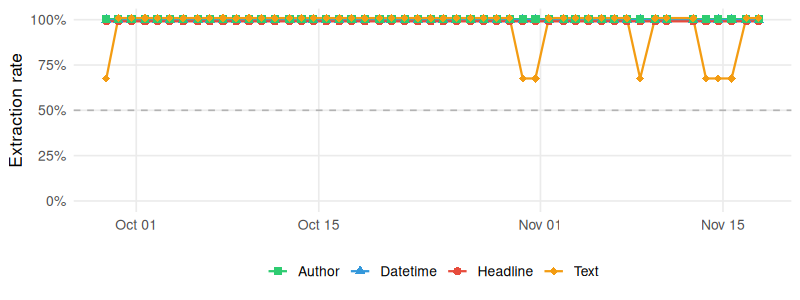 Extraction rate
100%
75%
50%
25%
0%
Oct 01 Oct 15 Nov 01 Nov 15
Author Datetime Headline Text